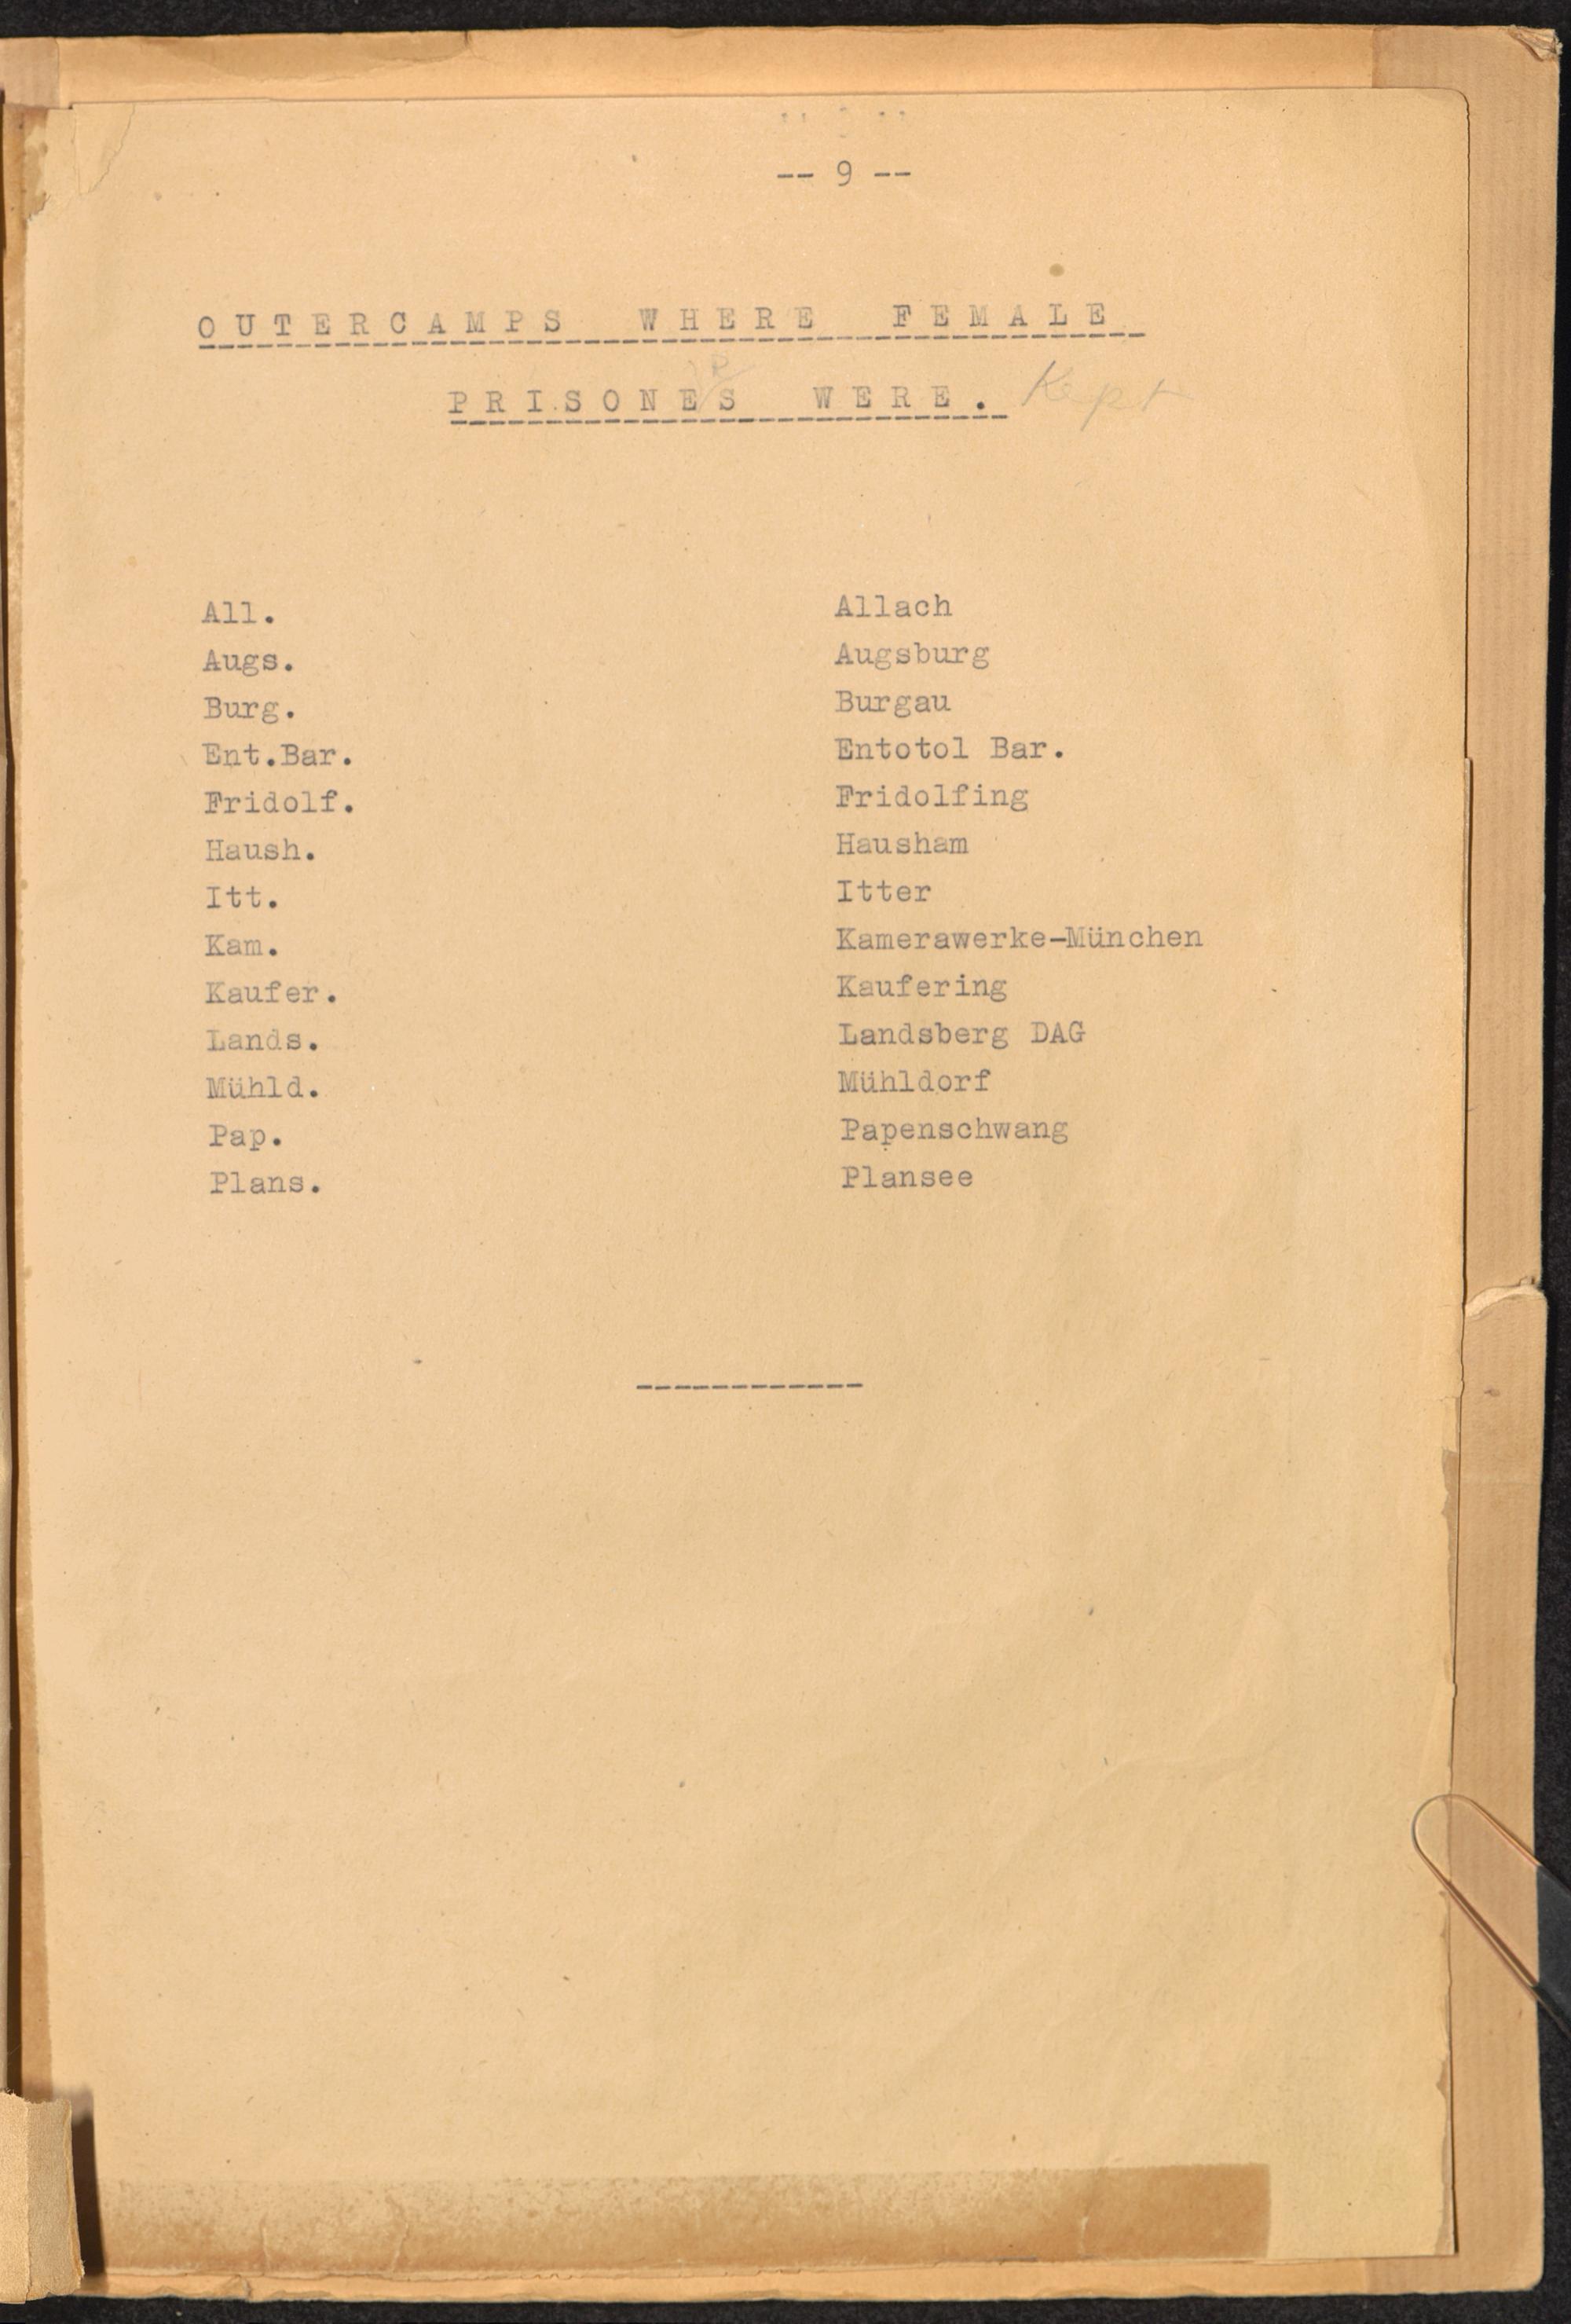 -- 9 --
OUTERCAMPS WHERE FEMALE
R
PRISONES WERE. Kept
All. Allach
Augs. Augsburg
Burg. Burgau
Ent.Bar. Entotol Bar.
Fridolf. Fridolfing
Haush. Hausham
Itt. Itter
Kam. Kamerawerke-München
Kaufer. Kaufering
Lands. Landsberg DAG
Mühld. Mühldorf
Pap. Papenschwang
Plans. Plansee
------------